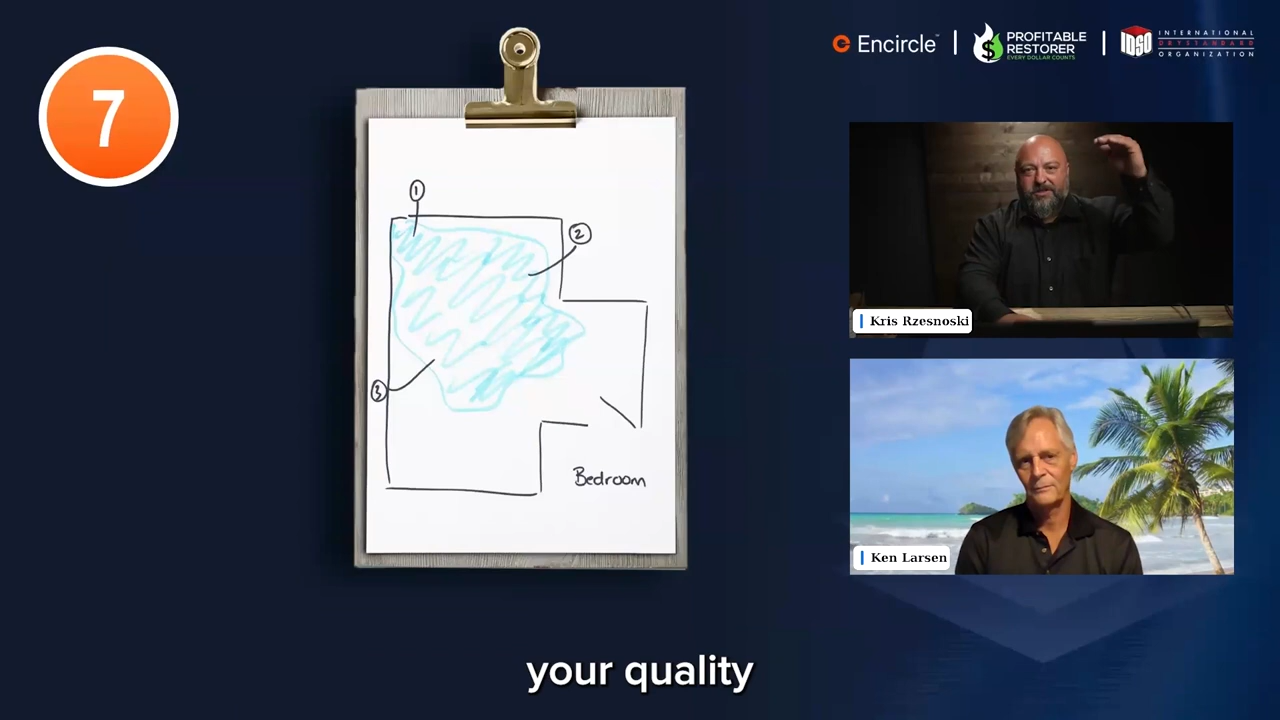 7
Encircle
PROFITABLE
RESTORER
EVERY DOLLAR COUNTS
IDSO
INTERNATIONAL
DRYSTANDARD
ORGANIZATION
1
2
3
Bedroom
Kris Rzesnoski
Ken Larsen
your quality